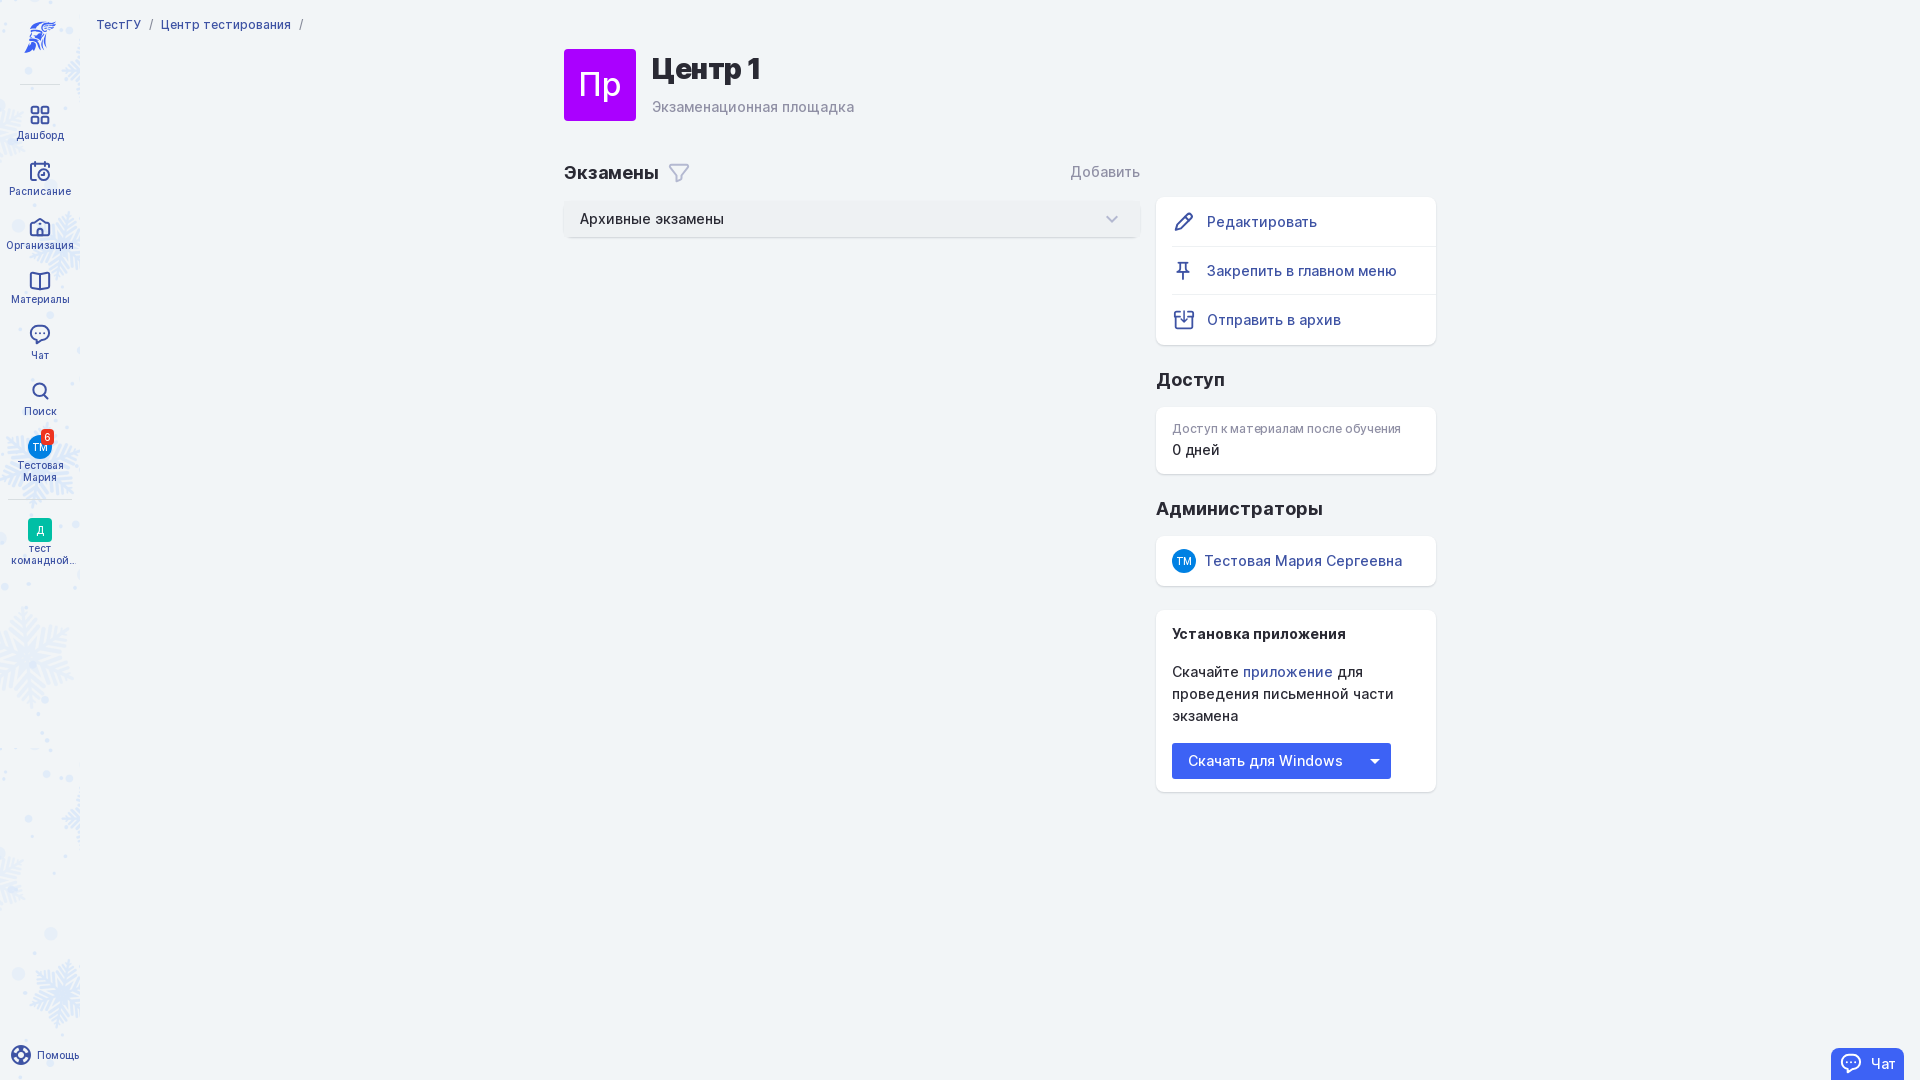 ТестГУ / Центр тестирования /
Пр
Центр 1
Экзаменационная площадка
Дашборд
Расписание
Организация
Материалы
Чат
Поиск
ТМ
6
Тестовая
Мария
Д
тест
командной...
Помощь
Экзамены
Добавить
Архивные экзамены
Редактировать
Закрепить в главном меню
Отправить в архив
Доступ
Доступ к материалам после обучения
0 дней
Администраторы
ТМ Тестовая Мария Сергеевна
Установка приложения
Скачайте приложение для
проведения письменной части
экзамена
Скачать для Windows
Чат